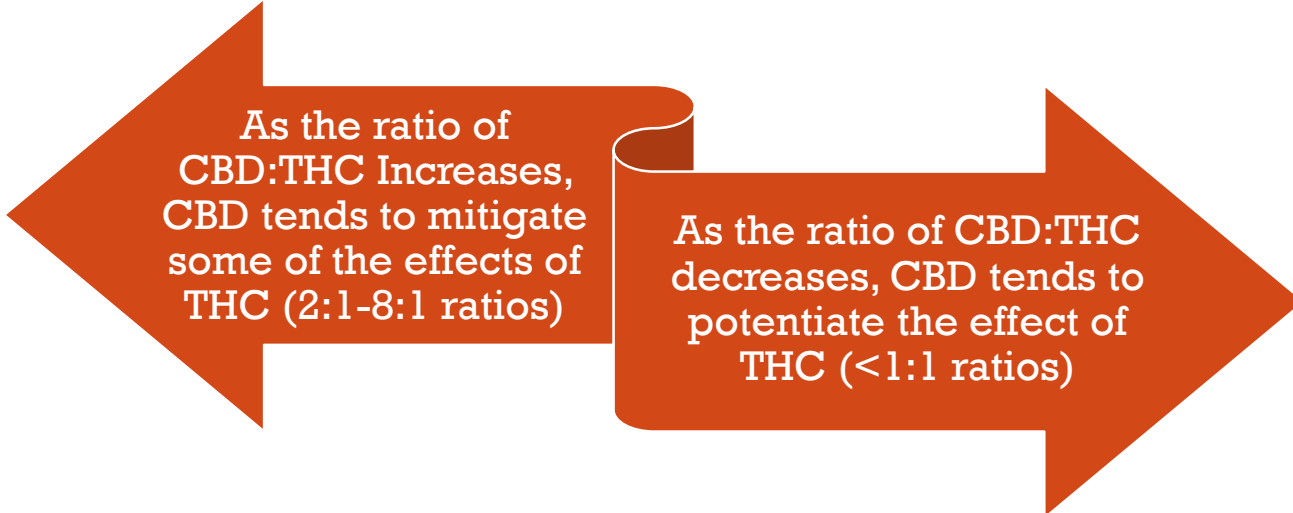 As the ratio of
CBD:THC Increases,
CBD tends to mitigate
some of the effects of
THC (2:1-8:1 ratios)
As the ratio of CBD:THC
decreases, CBD tends to
potentiate the effect of
THC (<1:1 ratios)